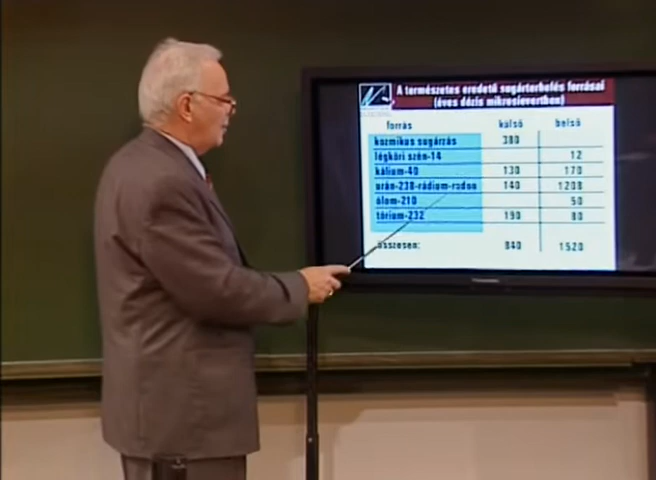 A természetes eredetű sugárterhelés forrásai
(éves dózis mikrosievertben)
forrás külső belső
kozmikus sugárzás 380
légköri szén-14 12
kálium-40 130 170
urán-238-rádium-radon 140 1208
ólom-210 50
tórium-232 190 80
összesen: 840 1520